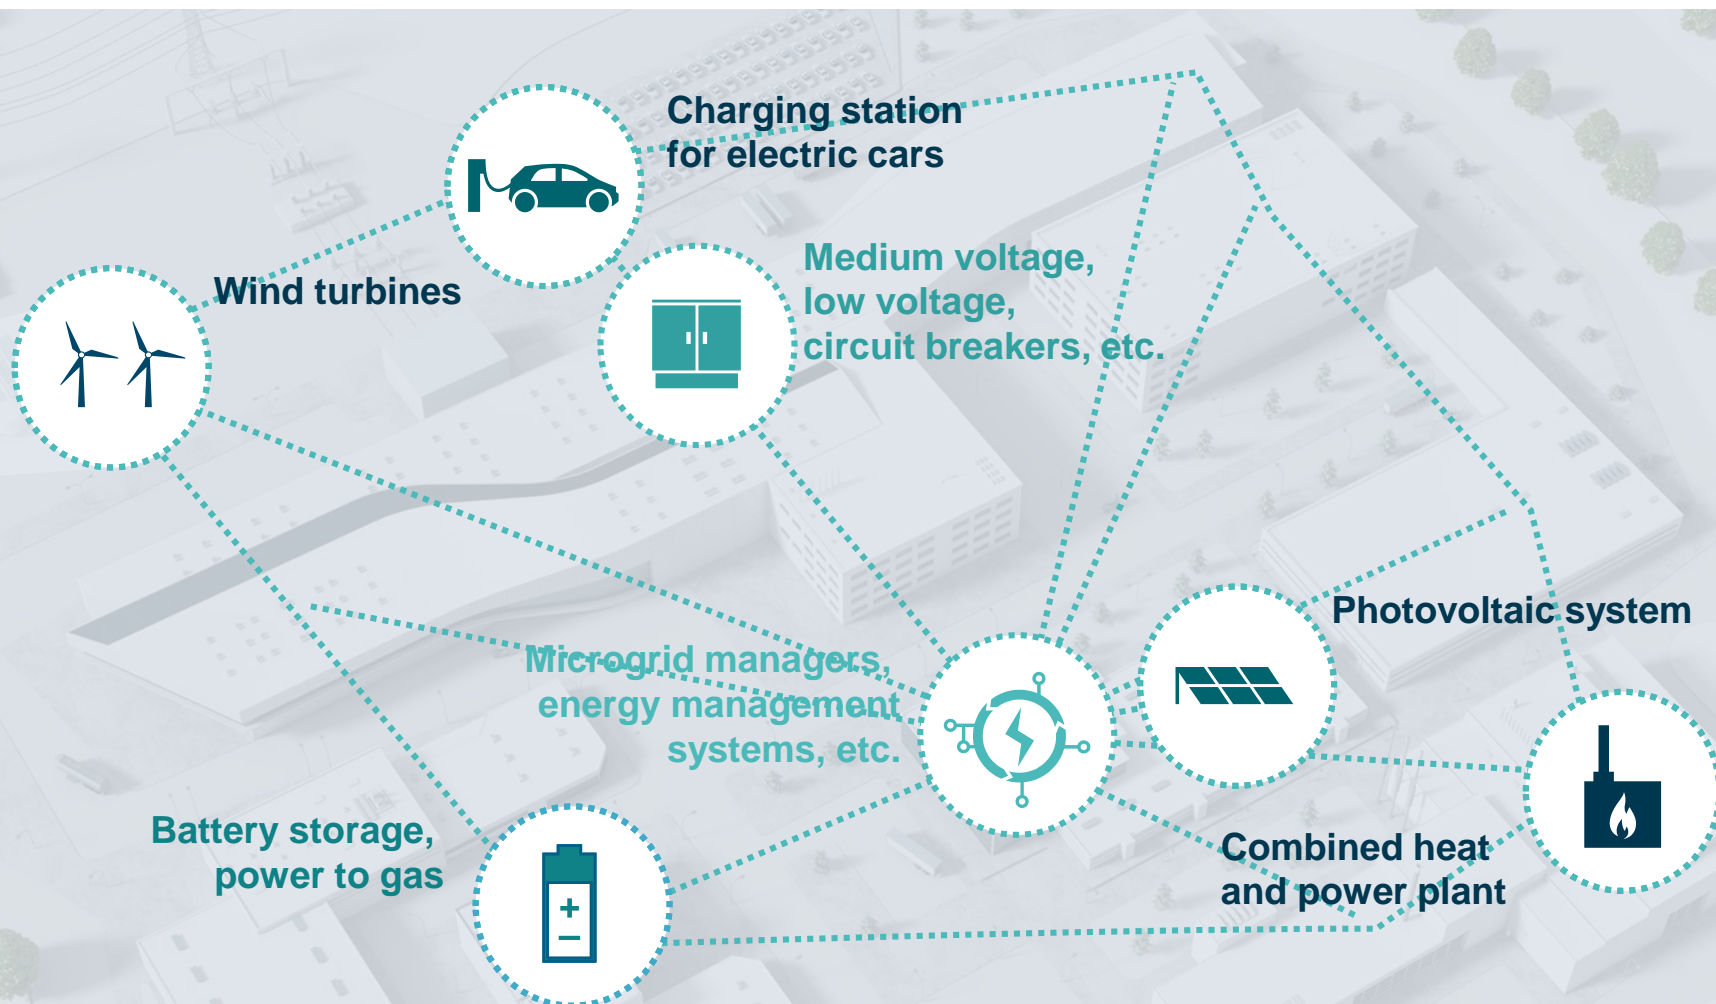 Charging station
for electric cars
Wind turbines
Medium voltage,
low voltage,
circuit breakers, etc.
Photovoltaic system
Microgrid managers,
energy management
systems, etc.
Battery storage,
power to gas
Combined heat
and power plant